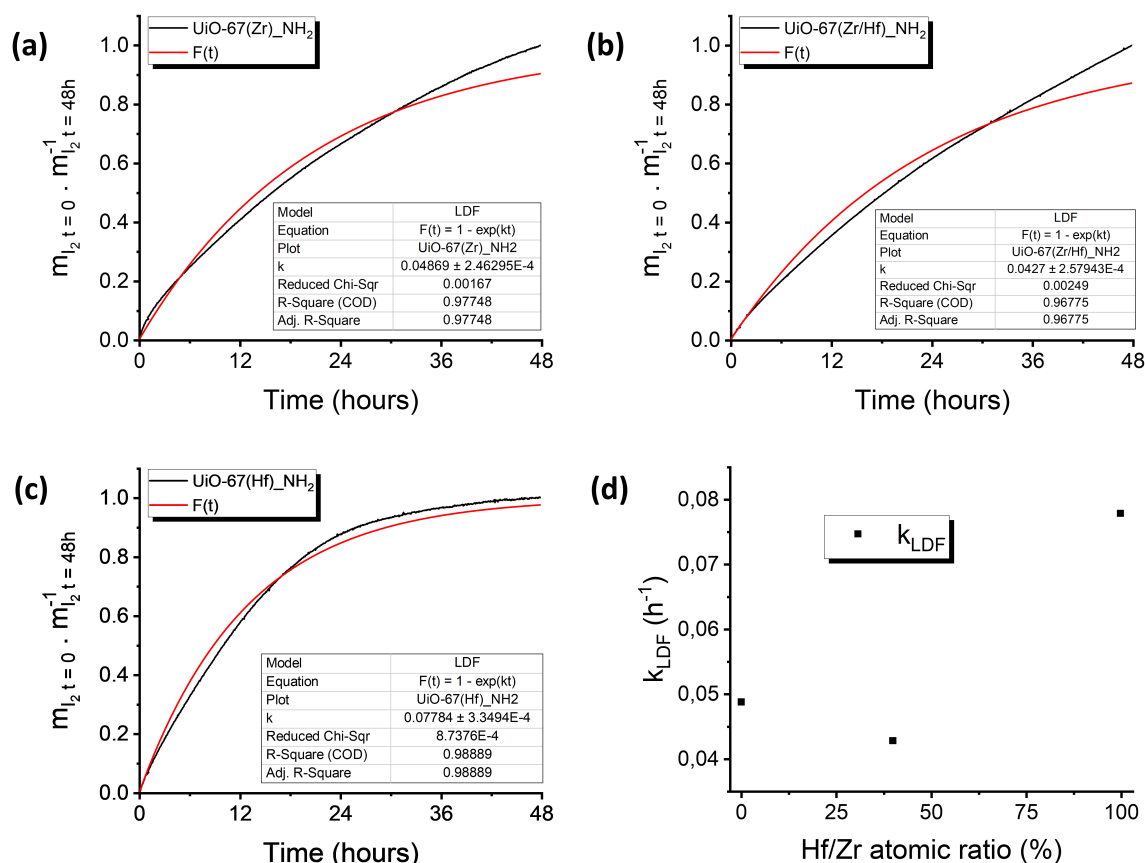 (a)
UiO-67(Zr)_NH2
F(t)
m I2 t = 0 · m-1 I2 t = 48h
1.0
0.8
0.6
0.4
0.2
0.0
Model LDF
Equation F(t) = 1 - exp(kt)
Plot UiO-67(Zr)_NH2
k 0.04869 ± 2.46295E-4
Reduced Chi-Sqr 0.00167
R-Square (COD) 0.97748
Adj. R-Square 0.97748
0 12 24 36 48
Time (hours)
(b)
UiO-67(Zr/Hf)_NH2
F(t)
m I2 t = 0 · m-1 I2 t = 48h
1.0
0.8
0.6
0.4
0.2
0.0
Model LDF
Equation F(t) = 1 - exp(kt)
Plot UiO-67(Zr/Hf)_NH2
k 0.0427 ± 2.57943E-4
Reduced Chi-Sqr 0.00249
R-Square (COD) 0.96775
Adj. R-Square 0.96775
0 12 24 36 48
Time (hours)
(c)
UiO-67(Hf)_NH2
F(t)
m I2 t = 0 · m-1 I2 t = 48h
1.0
0.8
0.6
0.4
0.2
0.0
Model LDF
Equation F(t) = 1 - exp(kt)
Plot UiO-67(Hf)_NH2
k 0.07784 ± 3.3494E-4
Reduced Chi-Sqr 8.7376E-4
R-Square (COD) 0.98889
Adj. R-Square 0.98889
0 12 24 36 48
Time (hours)
(d)
kLDF
kLDF (h-1)
0,08
0,07
0,06
0,05
0,04
0 25 50 75 100
Hf/Zr atomic ratio (%)